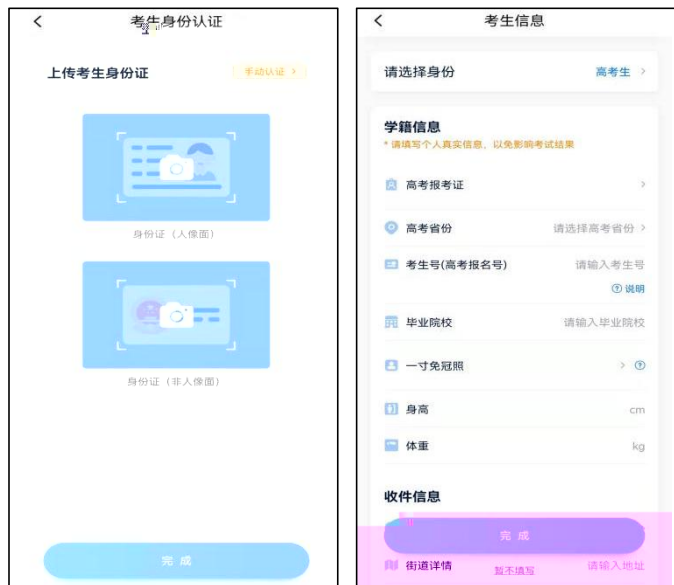 考生身份认证
上传考生身份证
手动认证 >
身份证（人像面）
身份证（非人像面）
完成
考生信息
请选择身份
高考生 >
学籍信息
* 请填写个人真实信息，以免影响考试结果
高考报考证 >
高考省份 请选择高考省份 >
考生号(高考报名号) 请输入考生号
? 说明
毕业院校 请输入毕业院校
一寸免冠照 > ?
身高 cm
体重 kg
收件信息
完成
街道详情 请输入地址
暂不填写